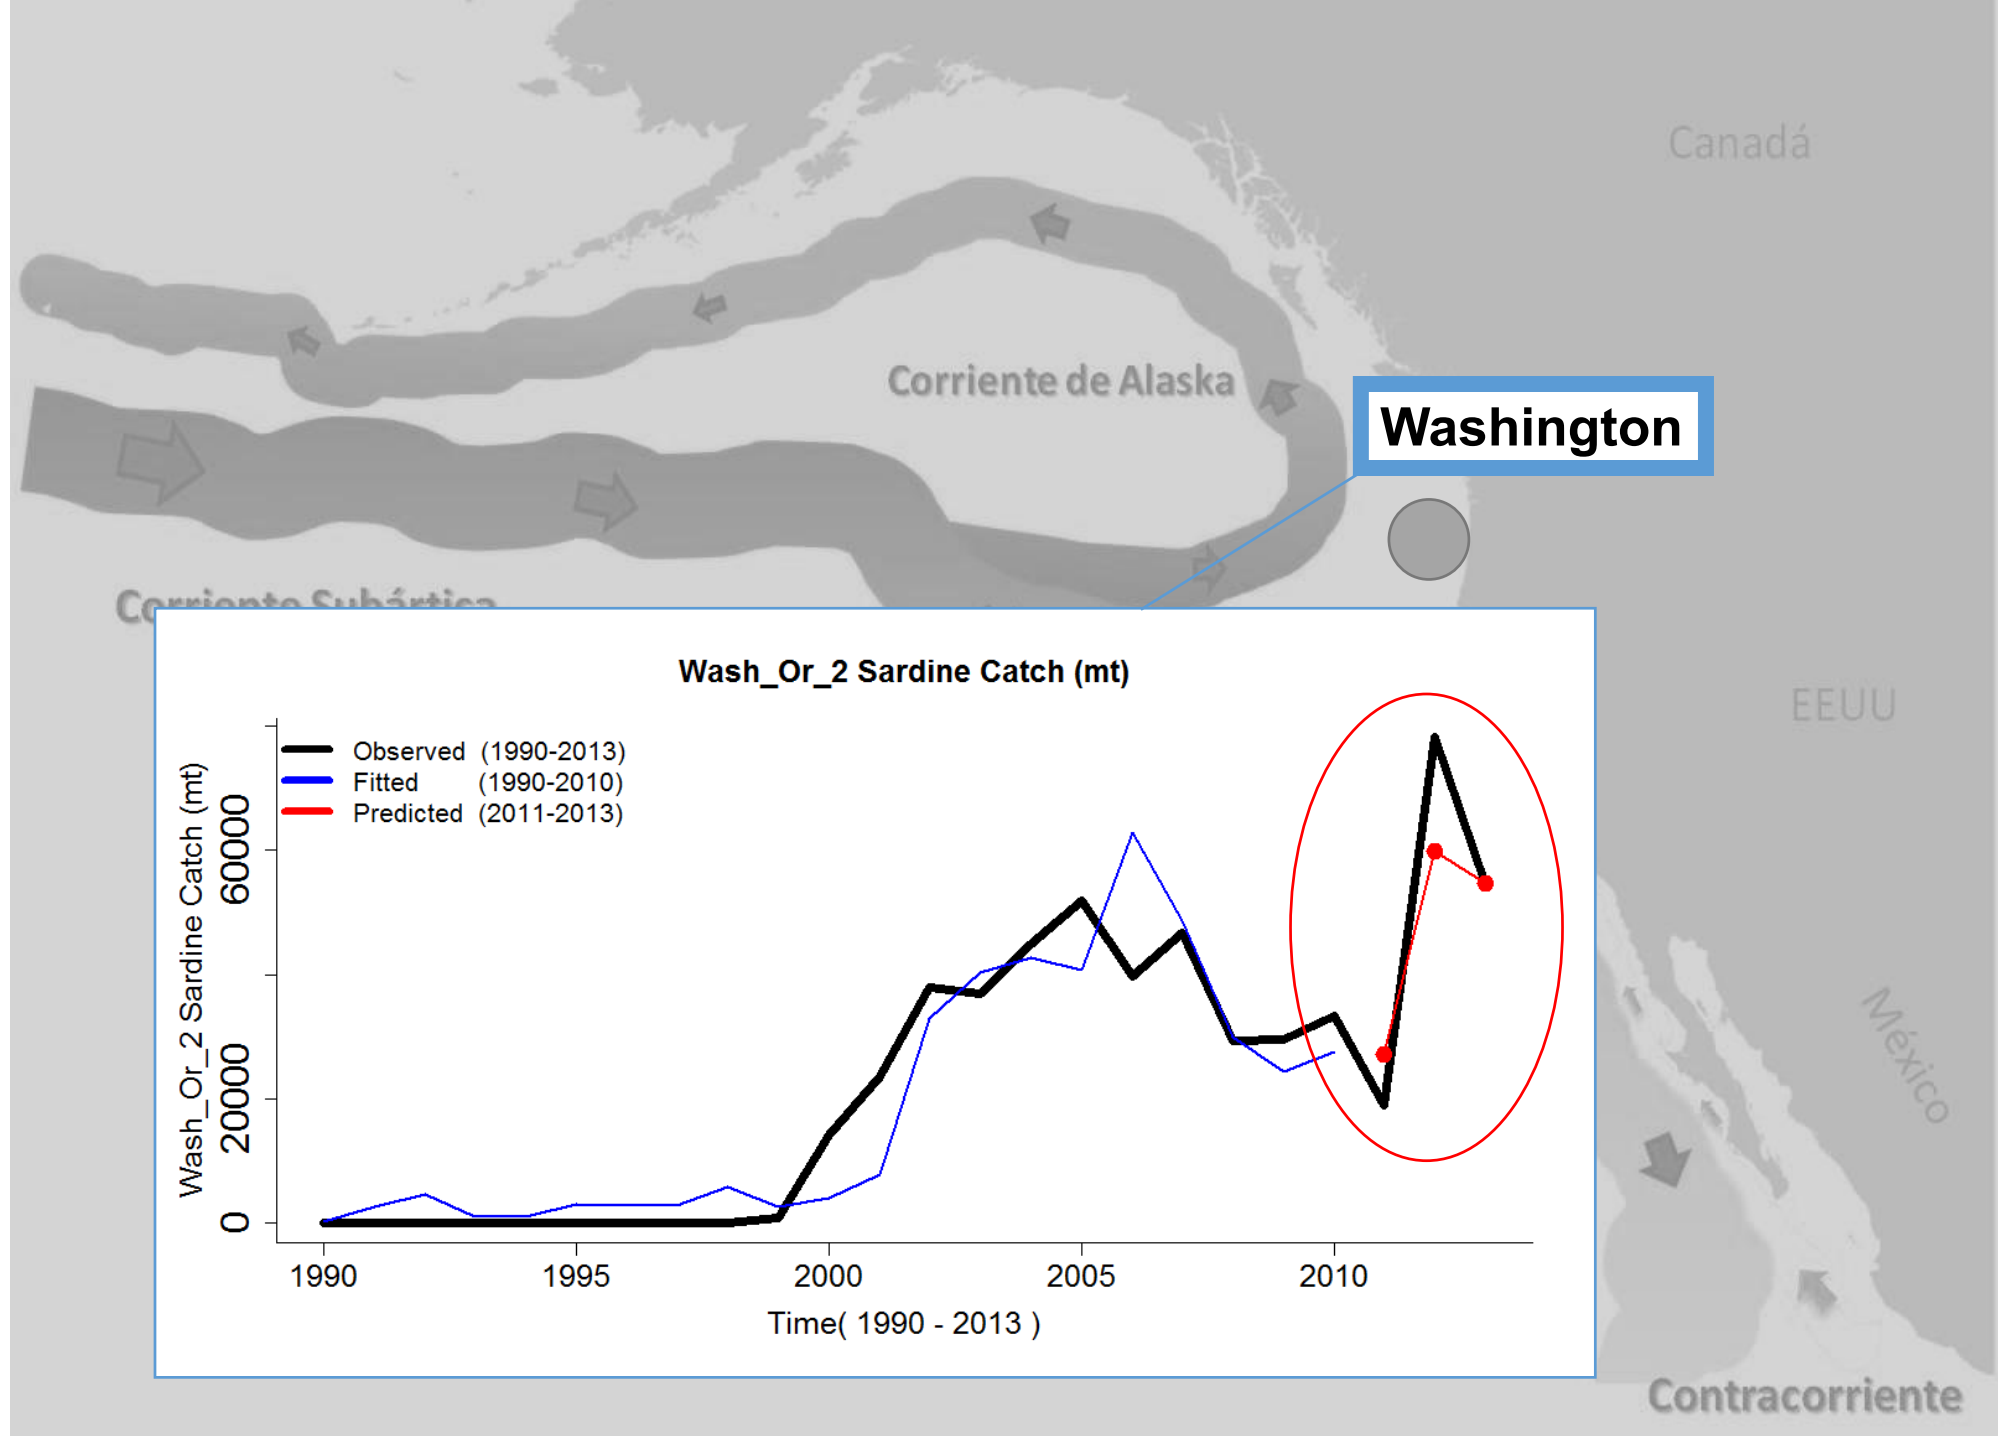 Canadá
Corriente de Alaska
Washington
Corriente Subártica
EEUU
México
Contracorriente
Wash_Or_2 Sardine Catch (mt)
Observed (1990-2013)
Fitted (1990-2010)
Predicted (2011-2013)
Wash_Or_2 Sardine Catch (mt)
60000
20000
0
1990 1995 2000 2005 2010
Time( 1990 - 2013 )